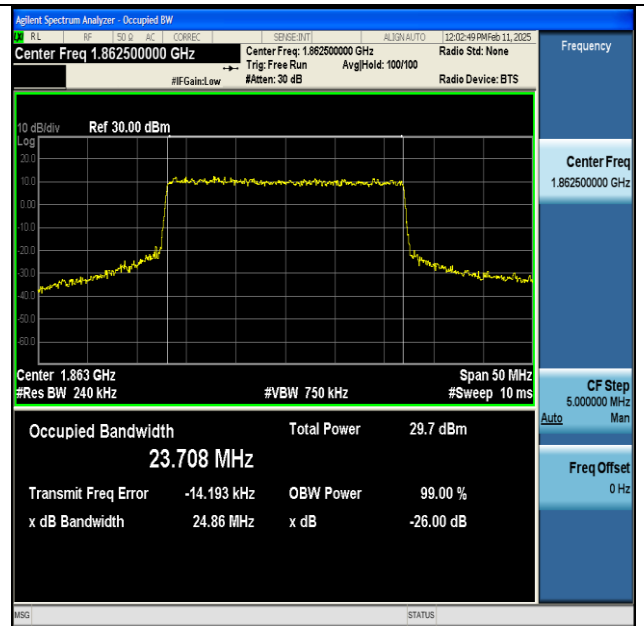 Agilent Spectrum Analyzer - Occupied BW
RL RF 50 Ω AC CORREC SENSE:INT ALIGN AUTO 12:02:49 PM Feb 11, 2025
Center Freq 1.862500000 GHz Center Freq: 1.862500000 GHz Radio Std: None
Trig: Free Run Avg|Hold: 100/100
#IFGain:Low #Atten: 30 dB Radio Device: BTS
Frequency
10 dB/div Ref 30.00 dBm
Log
20.0
10.0
0.00
-10.0
-20.0
-30.0
-40.0
-50.0
-60.0
Center 1.863 GHz Span 50 MHz
#Res BW 240 kHz #VBW 750 kHz #Sweep 10 ms
Occupied Bandwidth Total Power 29.7 dBm
23.708 MHz
Transmit Freq Error -14.193 kHz OBW Power 99.00 %
x dB Bandwidth 24.86 MHz x dB -26.00 dB
Center Freq
1.862500000 GHz
CF Step
5.000000 MHz
Auto Man
Freq Offset
0 Hz
MSG STATUS